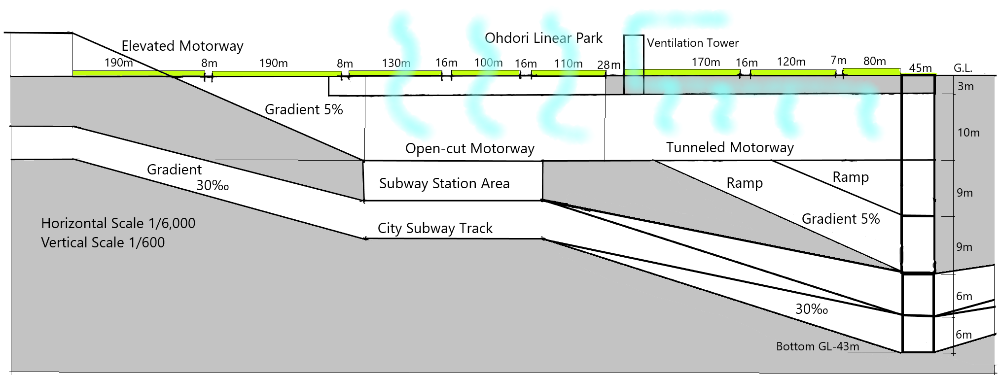 Ohdori Linear Park
Elevated Motorway
Ventilation Tower
190m
8m
190m
8m
130m
16m
100m
16m
110m
28m
170m
16m
120m
7m
80m
45m
G.L.
3m
Gradient 5%
10m
Open-cut Motorway
Tunneled Motorway
Gradient
30‰
Subway Station Area
Ramp
Ramp
9m
Horizontal Scale 1/6,000
Vertical Scale 1/600
City Subway Track
Gradient 5%
9m
6m
30‰
6m
Bottom GL-43m